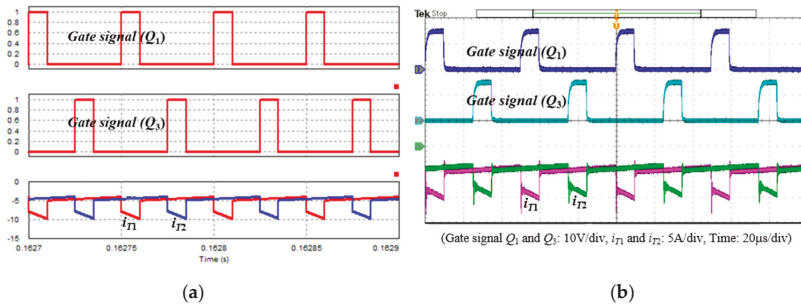 (a)
1
0.8
0.6
0.4
0.2
0
Gate signal (Q1)
1
0.8
0.6
0.4
0.2
0
Gate signal (Q3)
0
-5
-10
-15
iT1 iT2
0.1627 0.16275 0.1628 0.16285 0.1629
Time (s)
Tek Stop
Gate signal (Q1)
Gate signal (Q3)
iT1 iT2
(Gate signal Q1 and Q3: 10V/div, iT1 and iT2: 5A/div, Time: 20μs/div)
(a) (b)